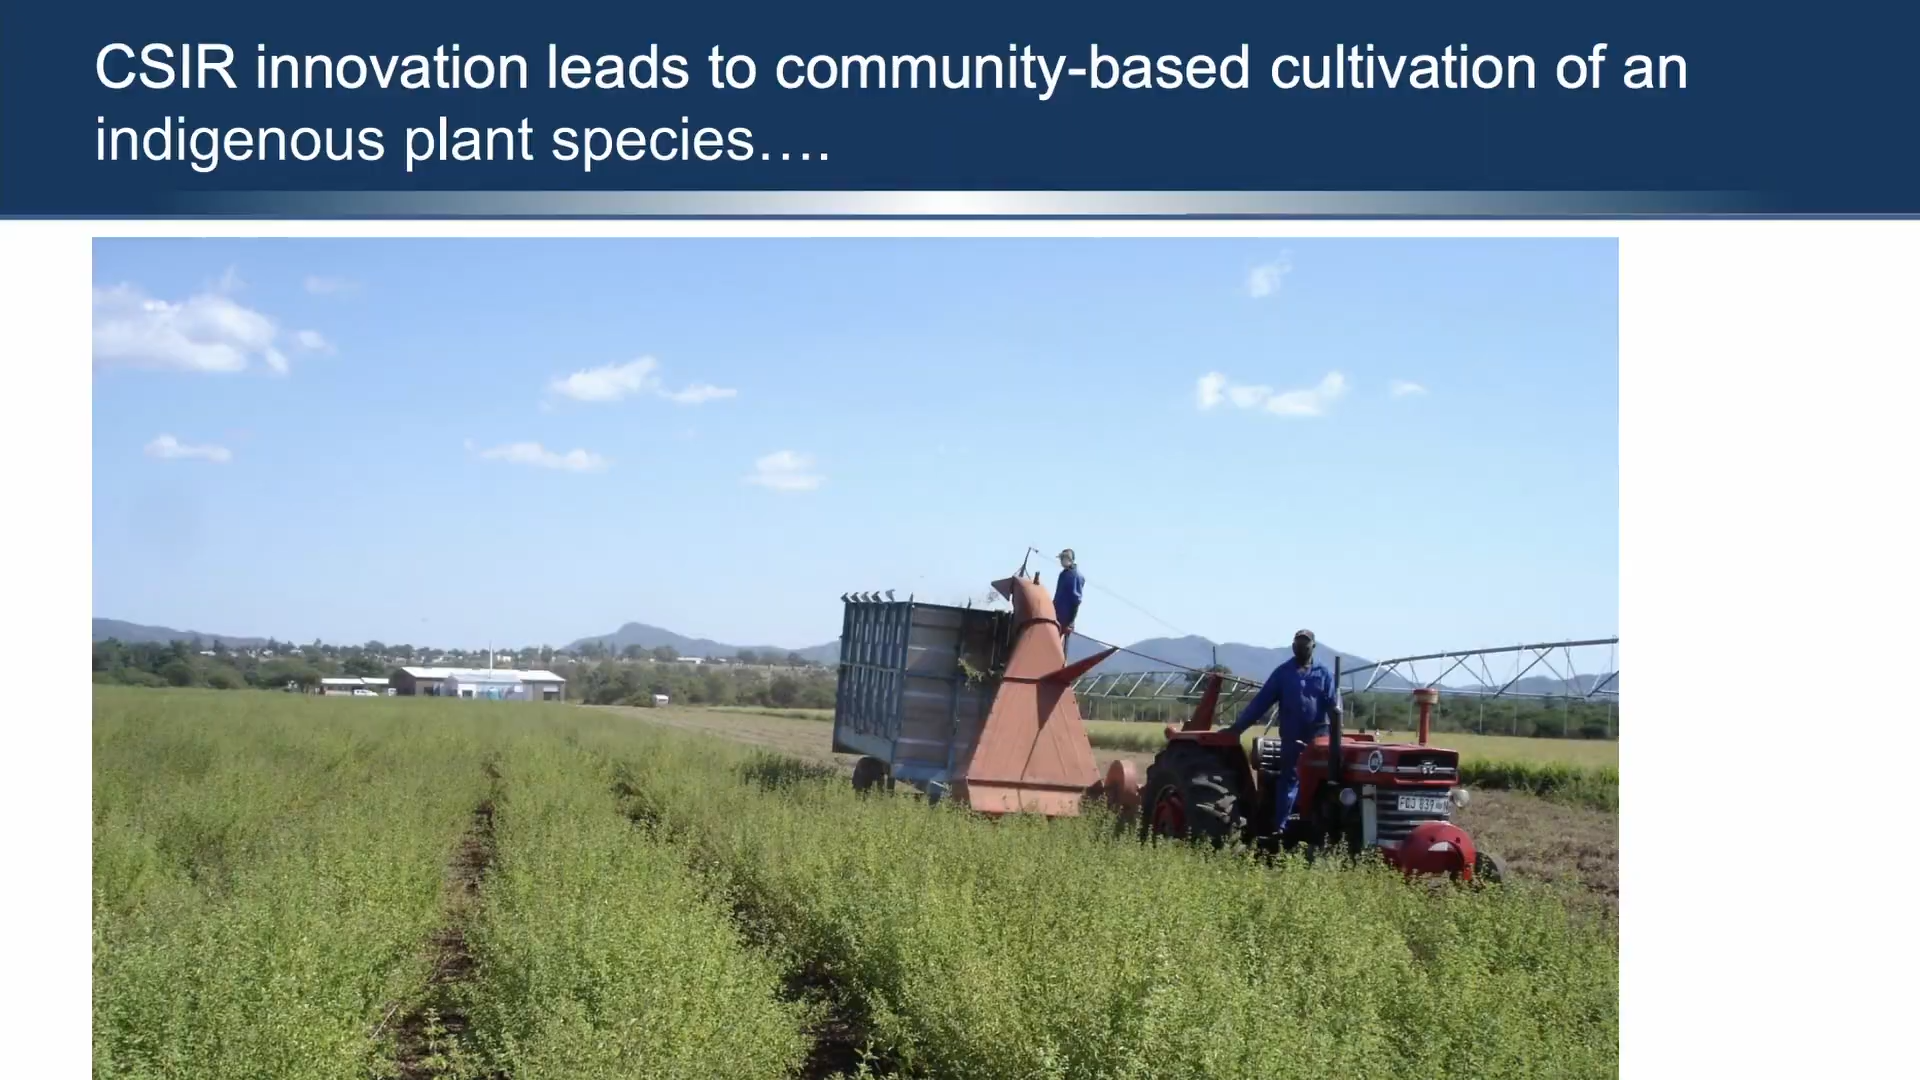 CSIR innovation leads to community-based cultivation of an
indigenous plant species….